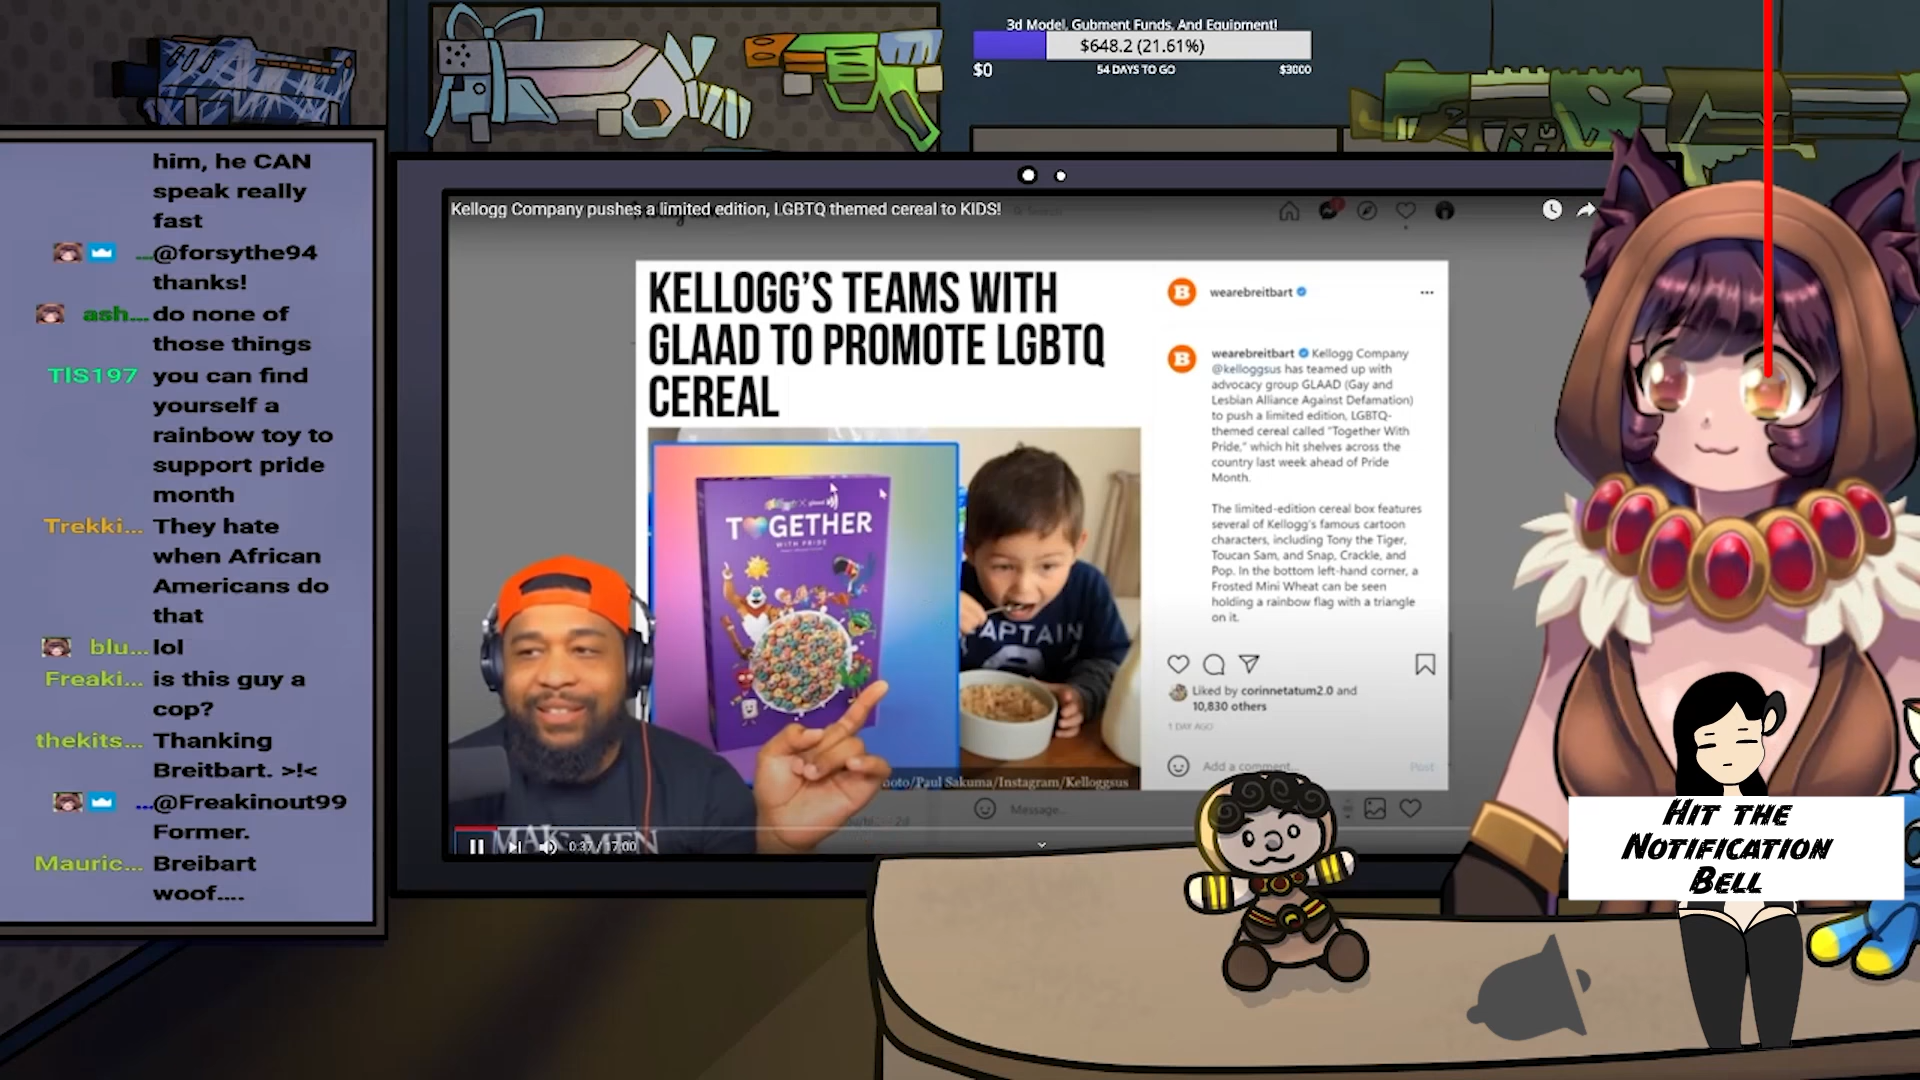 him, he CAN
speak really
fast
...@forsythe94
thanks!
ash... do none of
those things
TlS197 you can find
yourself a
rainbow toy to
support pride
month
Trekki... They hate
when African
Americans do
that
blu... lol
Freaki... is this guy a
cop?
thekits... Thanking
Breitbart. >!<
...@Freakinout99
Former.
Mauric... Breibart
woof....
3d Model, Gubment Funds, And Equipment!
$648.2 (21.61%)
$0 54 DAYS TO GO $3000
Kellogg Company pushes a limited edition, LGBTQ themed cereal to KIDS!
Search
KELLOGG'S TEAMS WITH
GLAAD TO PROMOTE LGBTQ
CEREAL
TOGETHER
WITH PRIDE
CAPTAIN
ooto/Paul Sakuma/Instagram/Kelloggsus
wearebreitbart
wearebreitbart Kellogg Company
@kelloggsus has teamed up with
advocacy group GLAAD (Gay and
Lesbian Alliance Against Defamation)
to push a limited edition, LGBTQ-
themed cereal called "Together With
Pride," which hit shelves across the
country last week ahead of Pride
Month.
The limited-edition cereal box features
several of Kellogg's famous cartoon
characters, including Tony the Tiger,
Toucan Sam, and Snap, Crackle, and
Pop. In the bottom left-hand corner, a
Frosted Mini Wheat can be seen
holding a rainbow flag with a triangle
on it.
Liked by corinnetatum2.0 and
10,830 others
1 DAY AGO
Add a comment... Post
Message...
0:37 / 17:00
HIT THE
NOTIFICATION
BELL